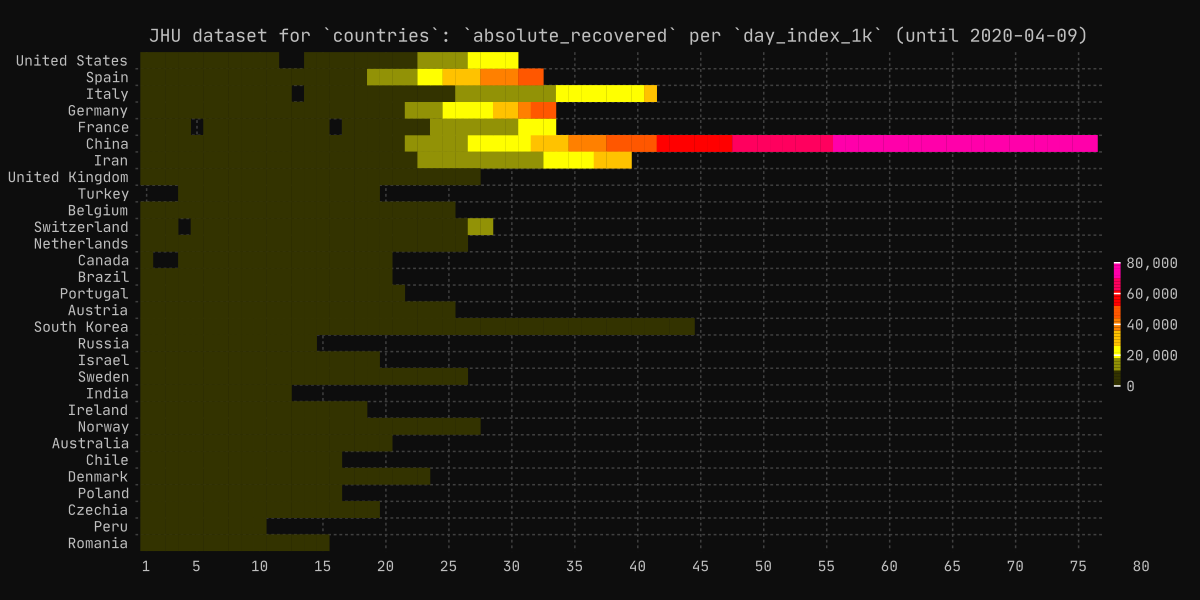 JHU dataset for `countries`: `absolute_recovered` per `day_index_1k` (until 2020-04-09)
United States
Spain
Italy
Germany
France
China
Iran
United Kingdom
Turkey
Belgium
Switzerland
Netherlands
Canada
Brazil
Portugal
Austria
South Korea
Russia
Israel
Sweden
India
Ireland
Norway
Australia
Chile
Denmark
Poland
Czechia
Peru
Romania
1 5 10 15 20 25 30 35 40 45 50 55 60 65 70 75 80
80,000
60,000
40,000
20,000
0